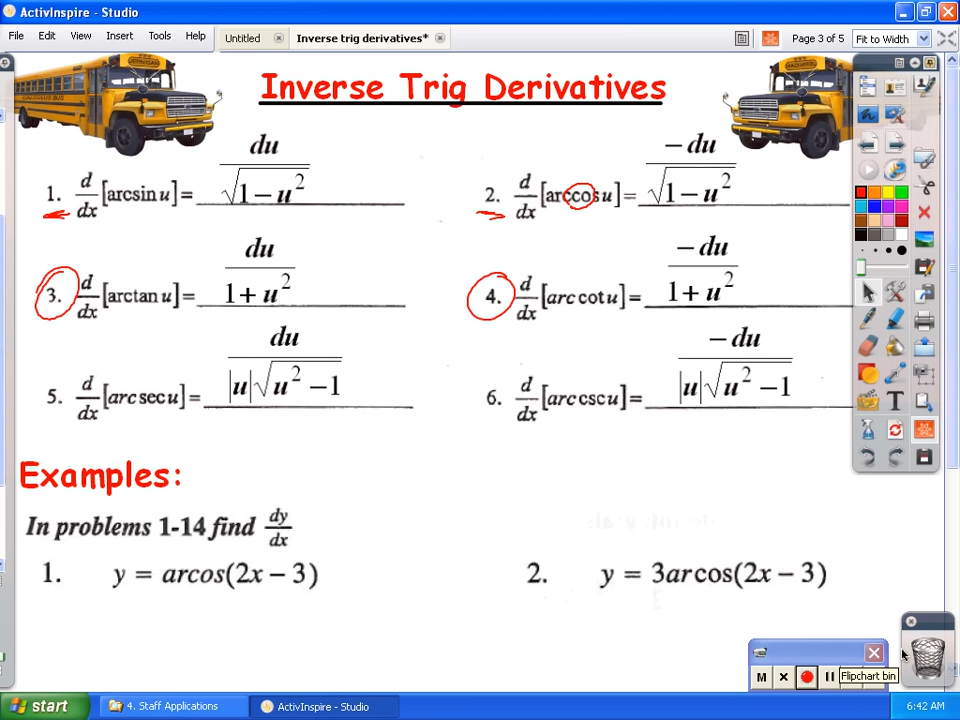 ActivInspire - Studio
File Edit View Insert Tools Help
Untitled
Inverse trig derivatives*
Page 3 of 5
Fit to Width
Inverse Trig Derivatives
1. d/dx [arcsin u] = du/√(1 − u²)
2. d/dx [arccos u] = −du/√(1 − u²)
3. d/dx [arctan u] = du/(1 + u²)
4. d/dx [arc cot u] = −du/(1 + u²)
5. d/dx [arc sec u] = du/(|u|√(u² − 1))
6. d/dx [arc csc u] = −du/(|u|√(u² − 1))
Examples:
In problems 1-14 find dy/dx
1. y = arcos(2x − 3)
2. y = 3arcos(2x − 3)
M
Flipchart bin
start
4. Staff Applications
ActivInspire - Studio
6:42 AM